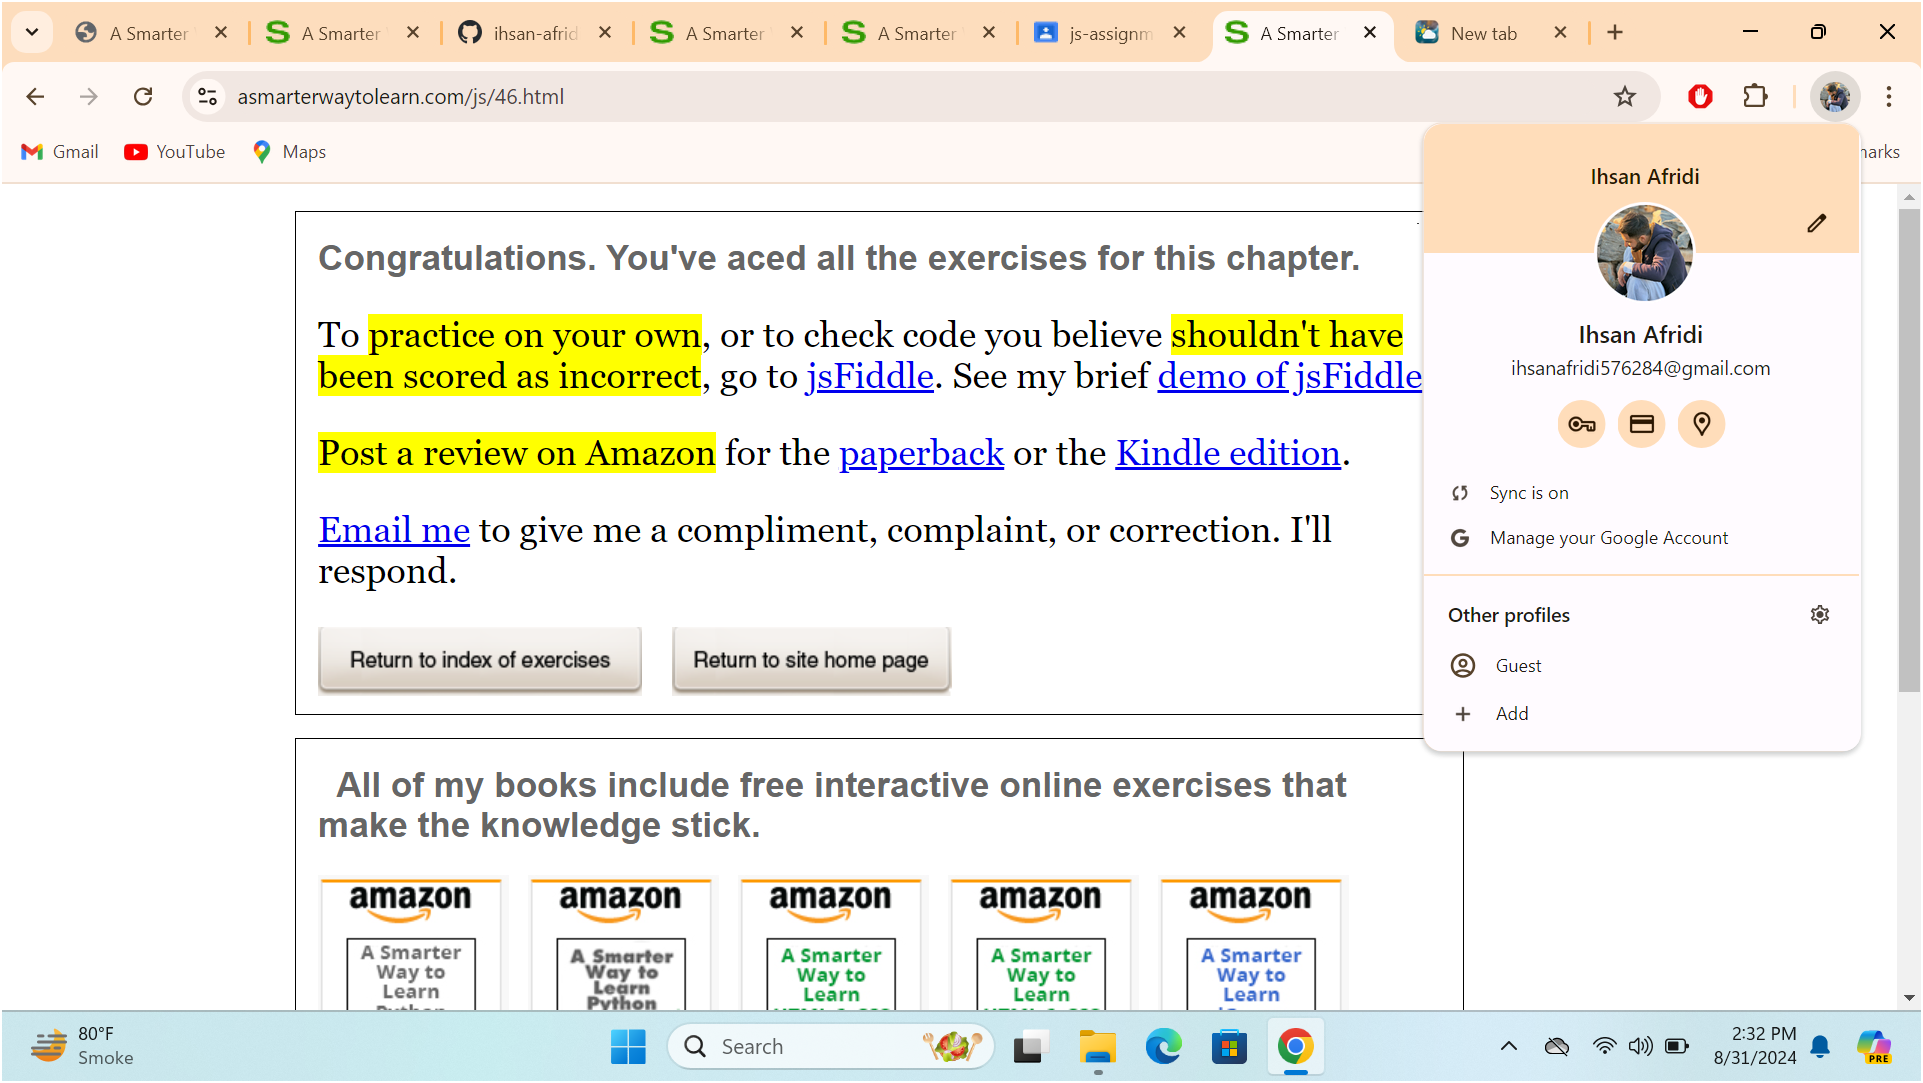 A Smarter
A Smarter
ihsan-afrid
A Smarter
A Smarter
js-assignm
A Smarter
New tab
asmarterwaytolearn.com/js/46.html
Gmail
YouTube
Maps
Ihsan Afridi
Congratulations. You've aced all the exercises for this chapter.
To practice on your own, or to check code you believe shouldn't have
been scored as incorrect, go to jsFiddle. See my brief demo of jsFiddle
Post a review on Amazon for the paperback or the Kindle edition.
Email me to give me a compliment, complaint, or correction. I'll
respond.
Return to index of exercises
Return to site home page
Ihsan Afridi
ihsanafridi576284@gmail.com
Sync is on
Manage your Google Account
Other profiles
Guest
Add
All of my books include free interactive online exercises that
make the knowledge stick.
amazon
A Smarter
Way to
Learn
Python
amazon
A Smarter
Way to
Learn
Python
amazon
A Smarter
Way to
Learn
amazon
A Smarter
Way to
Learn
amazon
A Smarter
Way to
Learn
80°F
Smoke
Search
2:32 PM
8/31/2024
PRE